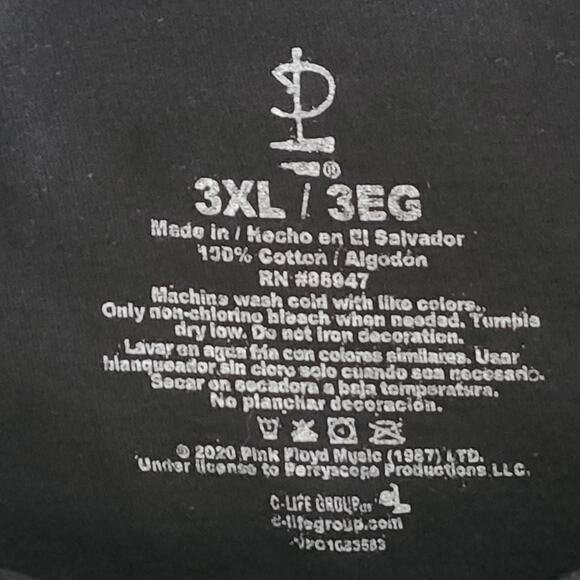 ®
3XL / 3EG
Made in / Hecho en El Salvador
100% Cotton / Algodón
RN #88947
Machine wash cold with like colors.
Only non-chlorine bleach when needed. Tumble
dry low. Do not iron decoration.
Lavar en agua fria con colores similares. Usar
blanqueador sin cloro solo cuando sea necesario.
Secar en secadora a baja temperatura.
No planchar decoración.
© 2020 Pink Floyd Music (1987) LTD.
Under license to Perryscope Productions, LLC.
C-LIFE GROUP
c-lifegroup.com